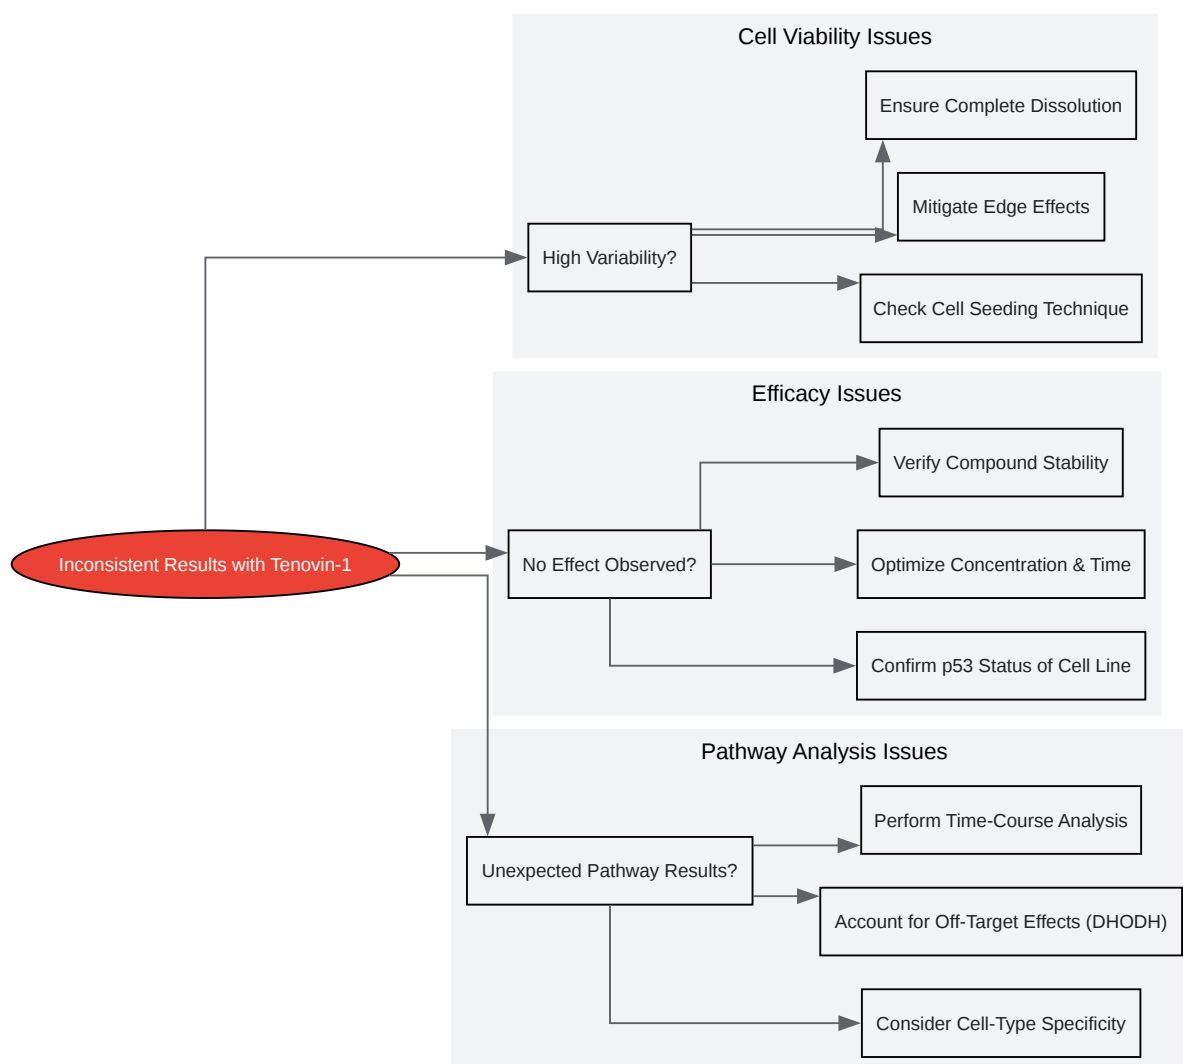 Cell Viability Issues
Ensure Complete Dissolution
Mitigate Edge Effects
High Variability?
Check Cell Seeding Technique
Efficacy Issues
Verify Compound Stability
Inconsistent Results with Tenovin-1
No Effect Observed?
Optimize Concentration & Time
Confirm p53 Status of Cell Line
Pathway Analysis Issues
Perform Time-Course Analysis
Unexpected Pathway Results?
Account for Off-Target Effects (DHODH)
Consider Cell-Type Specificity